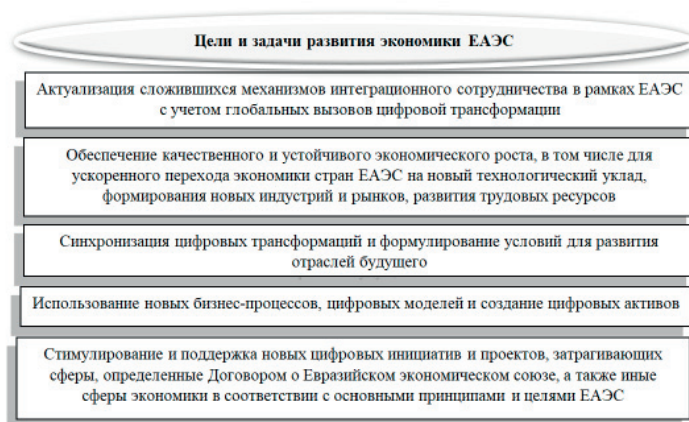 Цели и задачи развития экономики ЕАЭС
Актуализация сложившихся механизмов интеграционного сотрудничества в рамках ЕАЭС
с учетом глобальных вызовов цифровой трансформации
Обеспечение качественного и устойчивого экономического роста, в том числе для
ускоренного перехода экономики стран ЕАЭС на новый технологический уклад,
формирования новых индустрий и рынков, развития трудовых ресурсов
Синхронизация цифровых трансформаций и формулирование условий для развития
отраслей будущего
Использование новых бизнес-процессов, цифровых моделей и создание цифровых активов
Стимулирование и поддержка новых цифровых инициатив и проектов, затрагивающих
сферы, определенные Договором о Евразийском экономическом союзе, а также иные
сферы экономики в соответствии с основными принципами и целями ЕАЭС